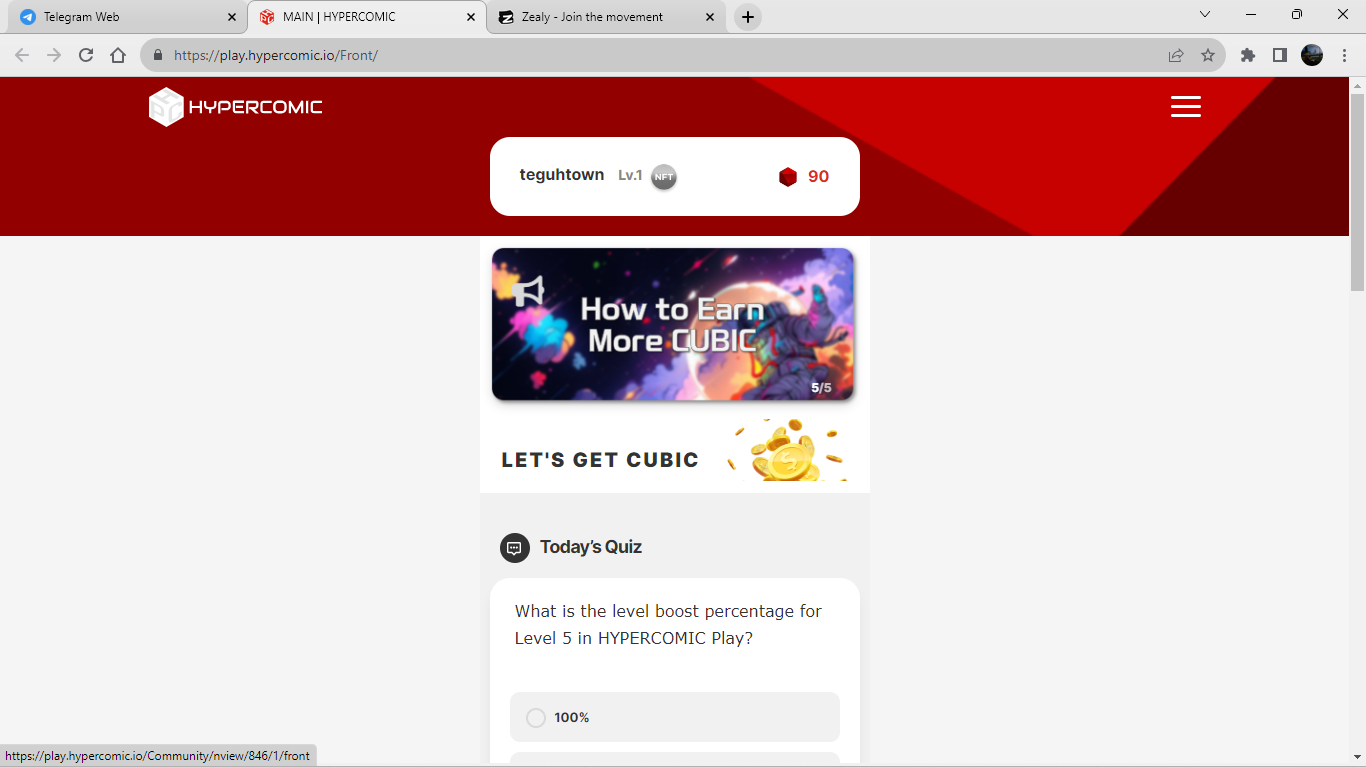 Telegram Web
MAIN | HYPERCOMIC
Zealy - Join the movement
https://play.hypercomic.io/Front/
HYPERCOMIC
teguhtown Lv.1 NFT 90
How to Earn
More CUBIC
5/5
LET'S GET CUBIC
Today's Quiz
What is the level boost percentage for
Level 5 in HYPERCOMIC Play?
100%
https://play.hypercomic.io/Community/nview/846/1/front